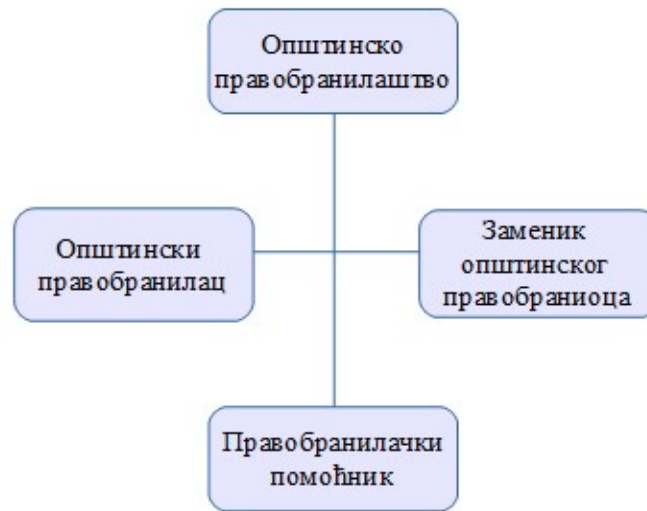 Општинско
правобранилаштво
Општински
правобранилац
Заменик
општинског
правобраниоца
Правобранилачки
помоћник